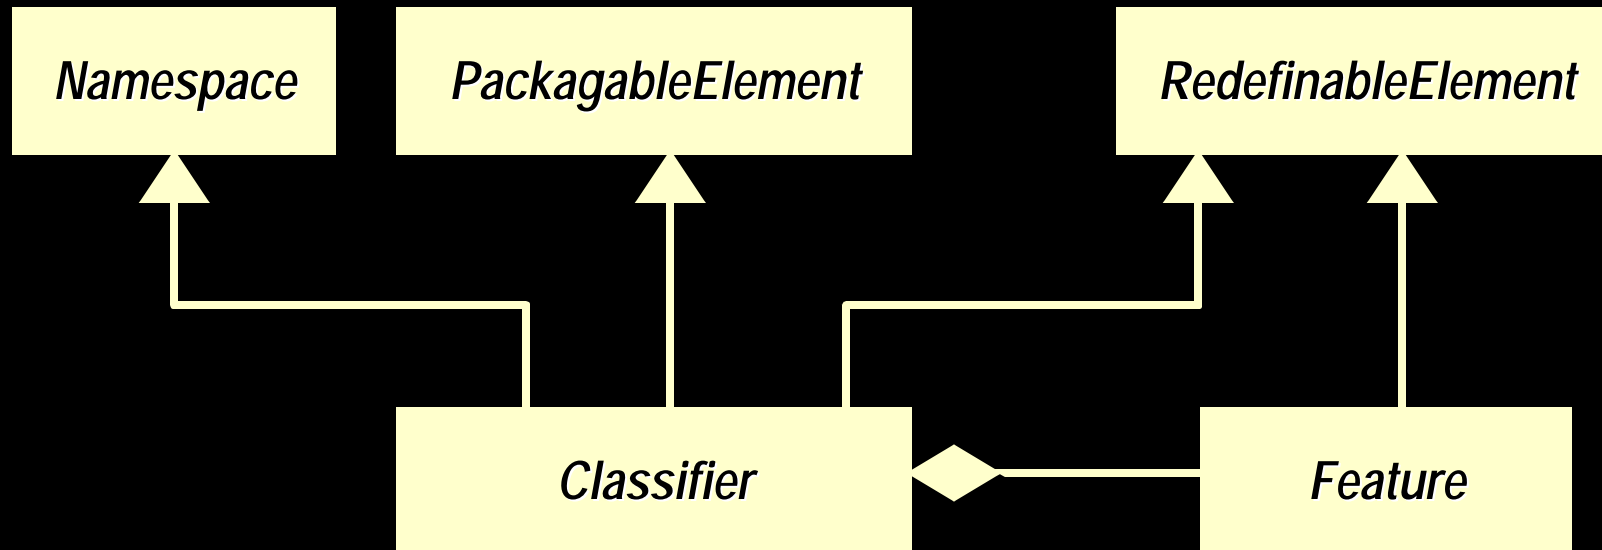 Namespace
PackagableElement
RedefinableElement
Classifier
Feature